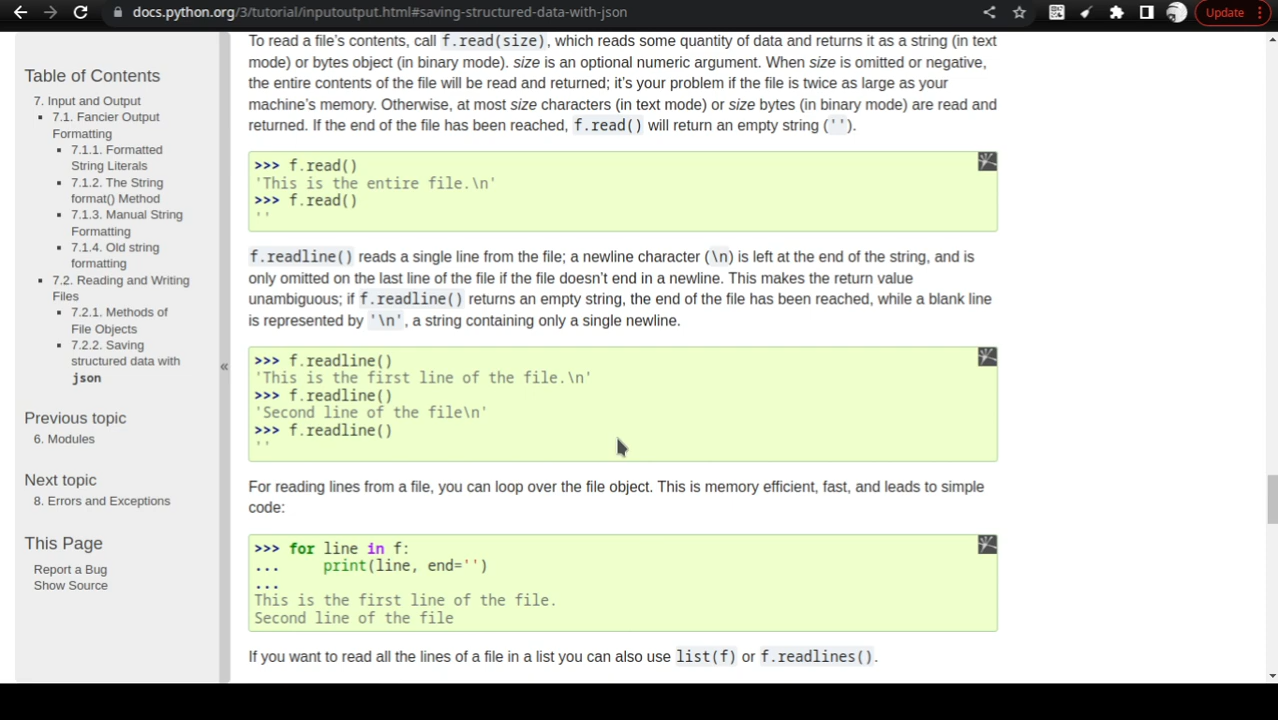 docs.python.org/3/tutorial/inputoutput.html#saving-structured-data-with-json
Update
Table of Contents
7. Input and Output
7.1. Fancier Output
Formatting
7.1.1. Formatted
String Literals
7.1.2. The String
format() Method
7.1.3. Manual String
Formatting
7.1.4. Old string
formatting
7.2. Reading and Writing
Files
7.2.1. Methods of
File Objects
7.2.2. Saving
structured data with
json
Previous topic
6. Modules
Next topic
8. Errors and Exceptions
This Page
Report a Bug
Show Source
«
To read a file's contents, call f.read(size), which reads some quantity of data and returns it as a string (in text
mode) or bytes object (in binary mode). size is an optional numeric argument. When size is omitted or negative,
the entire contents of the file will be read and returned; it's your problem if the file is twice as large as your
machine's memory. Otherwise, at most size characters (in text mode) or size bytes (in binary mode) are read and
returned. If the end of the file has been reached, f.read() will return an empty string ('').
>>> f.read()
'This is the entire file.\n'
>>> f.read()
''
f.readline() reads a single line from the file; a newline character (\n) is left at the end of the string, and is
only omitted on the last line of the file if the file doesn't end in a newline. This makes the return value
unambiguous; if f.readline() returns an empty string, the end of the file has been reached, while a blank line
is represented by '\n', a string containing only a single newline.
>>> f.readline()
'This is the first line of the file.\n'
>>> f.readline()
'Second line of the file\n'
>>> f.readline()
''
For reading lines from a file, you can loop over the file object. This is memory efficient, fast, and leads to simple
code:
>>> for line in f:
...     print(line, end='')
...
This is the first line of the file.
Second line of the file
If you want to read all the lines of a file in a list you can also use list(f) or f.readlines().